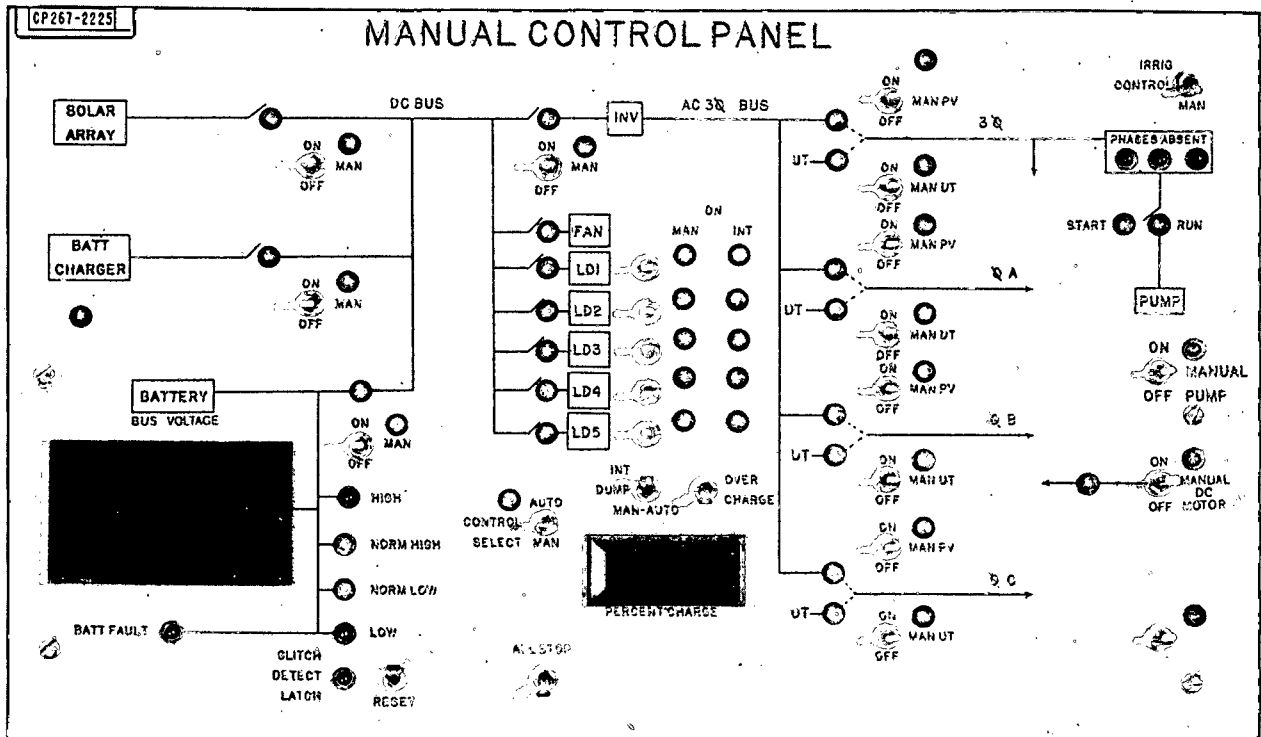 CP267-2225
MANUAL CONTROL PANEL
SOLAR ARRAY
DC BUS
INV
AC 3Ø BUS
ON
MAN
OFF
ON
MAN
OFF
ON
MAN PV
OFF
IRRIG
CONTROL
MAN
3Ø
UT
PHASES ABSENT
ON
MAN UT
OFF
START
RUN
PUMP
BATT CHARGER
ON
MAN
OFF
FAN
LD1
LD2
LD3
LD4
LD5
ON
MAN
INT
ON
MAN PV
OFF
Ø A
UT
ON
MAN UT
OFF
ON
MAN PV
OFF
Ø B
UT
ON
MAN UT
OFF
ON
MAN PV
OFF
Ø C
UT
ON
MAN UT
OFF
ON
MANUAL
OFF PUMP
ON
MANUAL
DC
OFF MOTOR
BATTERY
BUS VOLTAGE
ON
MAN
OFF
HIGH
NORM HIGH
NORM LOW
LOW
BATT FAULT
GLITCH
DETECT
LATCH
RESET
CONTROL
SELECT
AUTO
MAN
INT
DUMP
MAN-AUTO
OVER
CHARGE
PERCENT CHARGE
ALL STOP